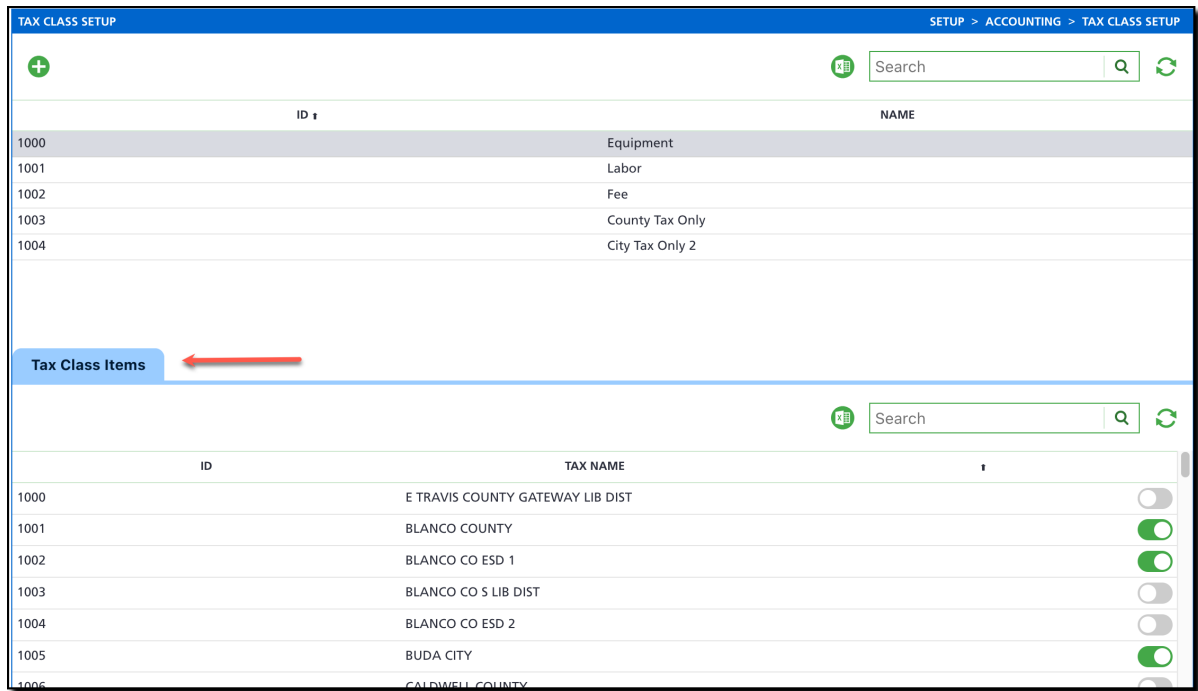 TAX CLASS SETUP SETUP > ACCOUNTING > TAX CLASS SETUP
Search
ID NAME
1000 Equipment
1001 Labor
1002 Fee
1003 County Tax Only
1004 City Tax Only 2
Tax Class Items
Search
ID TAX NAME
1000 E TRAVIS COUNTY GATEWAY LIB DIST
1001 BLANCO COUNTY
1002 BLANCO CO ESD 1
1003 BLANCO CO S LIB DIST
1004 BLANCO CO ESD 2
1005 BUDA CITY
1006 CALDWELL COUNTY